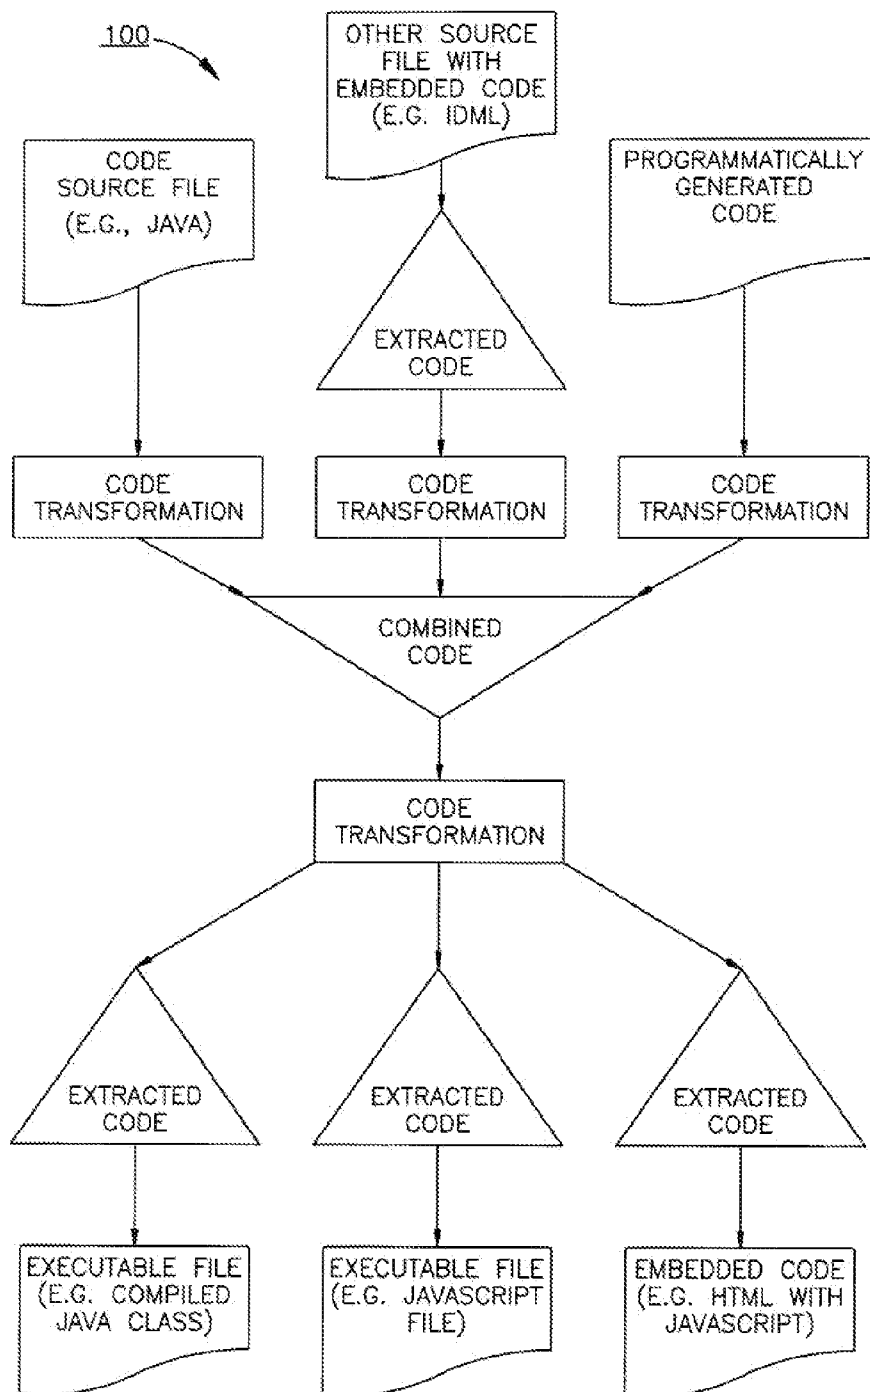 100
OTHER SOURCE
FILE WITH
EMBEDDED CODE
(E.G. IDML)
CODE
SOURCE FILE
(E.G., JAVA)
PROGRAMMATICALLY
GENERATED
CODE
EXTRACTED
CODE
CODE
TRANSFORMATION
CODE
TRANSFORMATION
CODE
TRANSFORMATION
COMBINED
CODE
CODE
TRANSFORMATION
EXTRACTED
CODE
EXTRACTED
CODE
EXTRACTED
CODE
EXECUTABLE FILE
(E.G. COMPILED
JAVA CLASS)
EXECUTABLE FILE
(E.G. JAVASCRIPT
FILE)
EMBEDDED CODE
(E.G. HTML WITH
JAVASCRIPT)